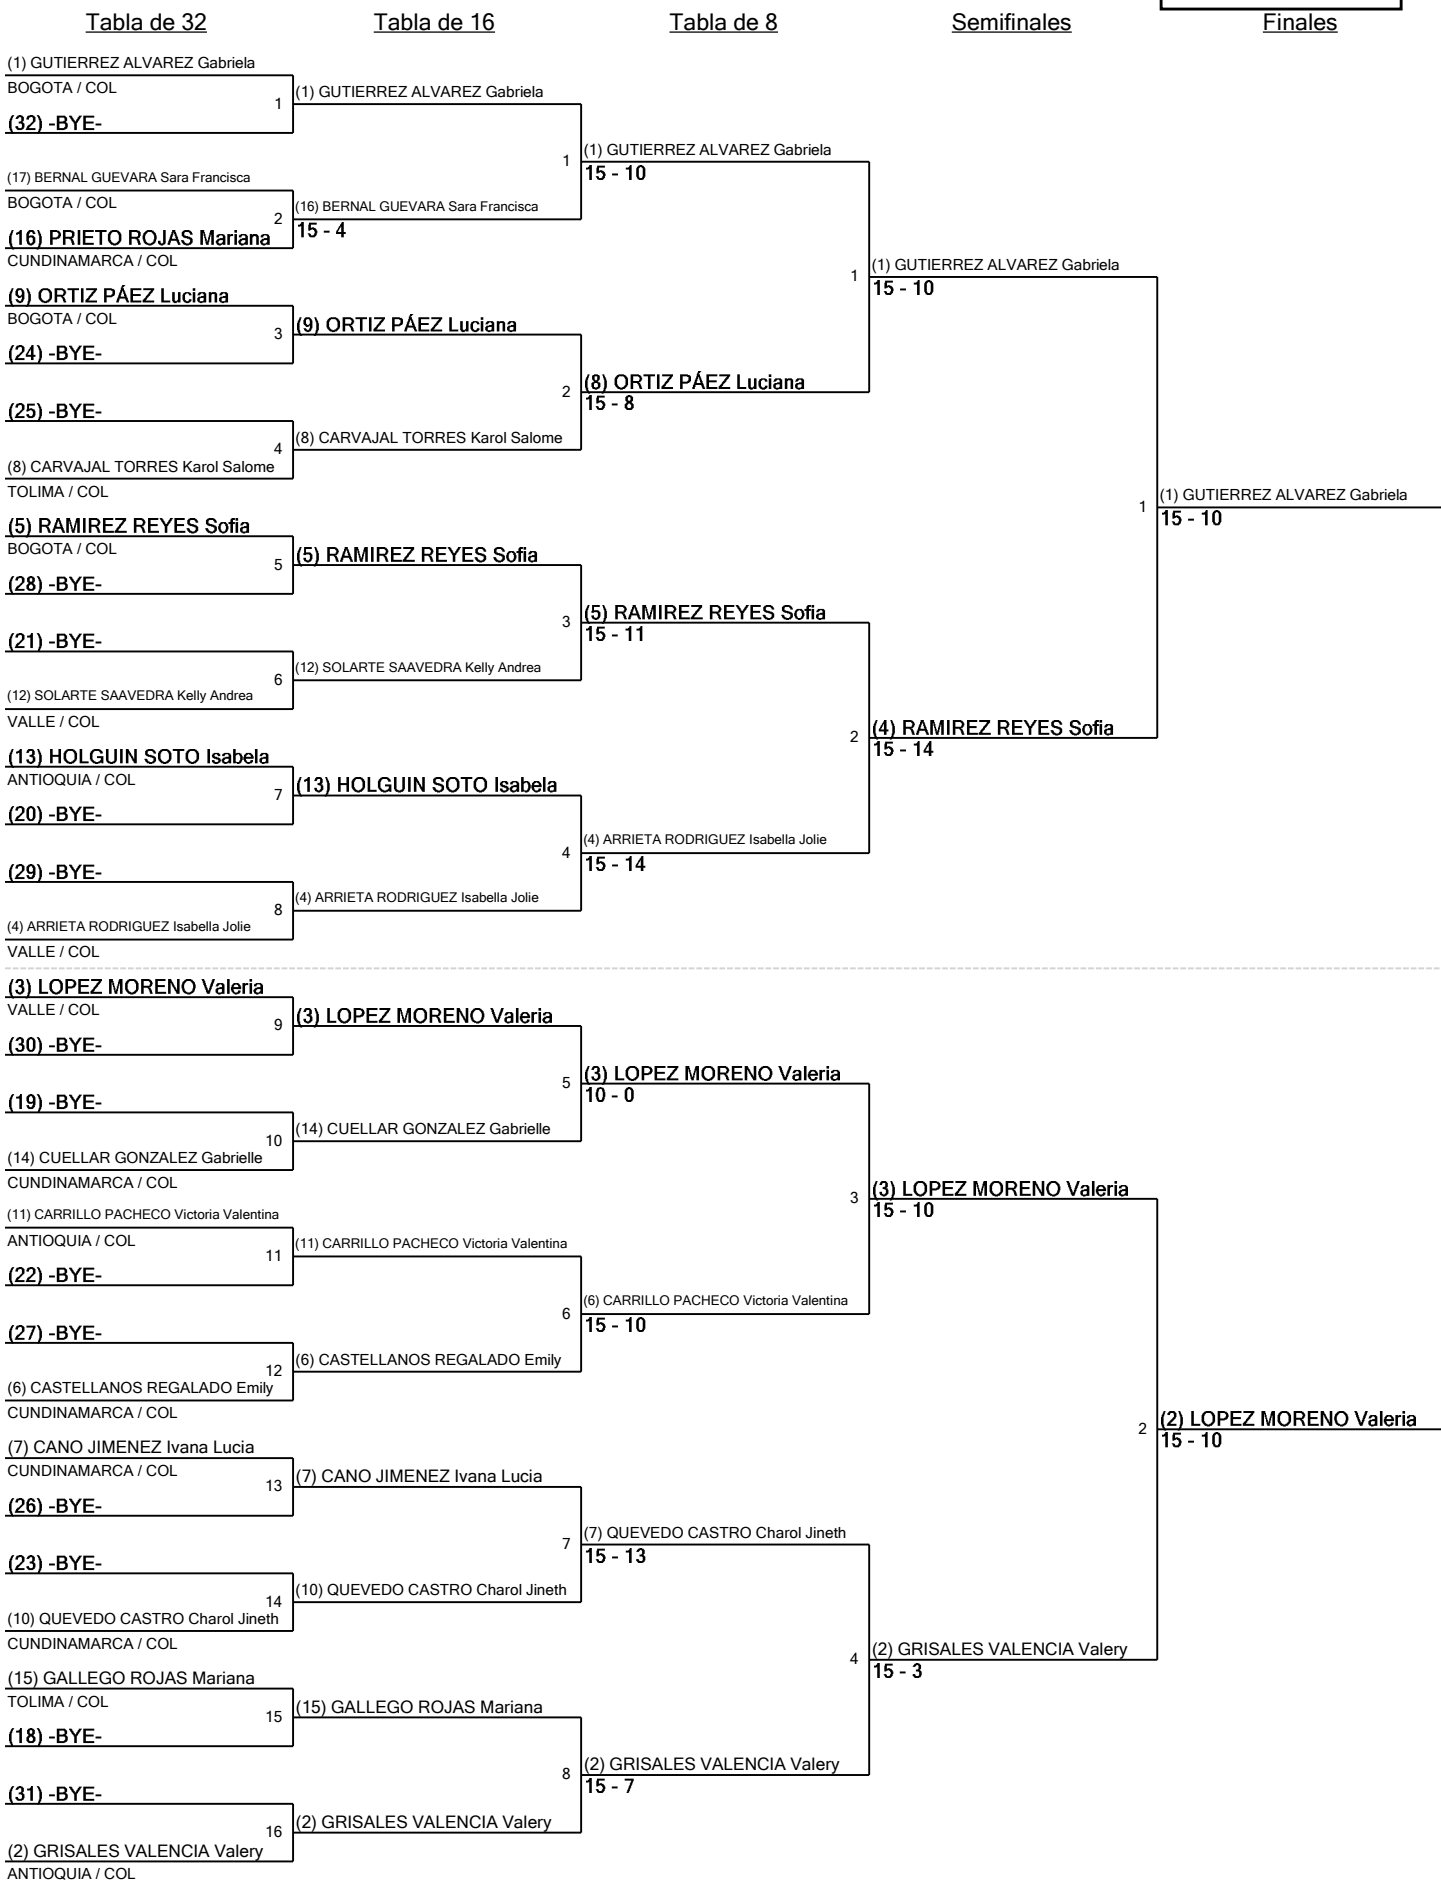 Tabla de 32
Tabla de 16
Tabla de 8
Semifinales
Finales
(1) GUTIERREZ ALVAREZ Gabriela
BOGOTA / COL
1
(32) -BYE-
(17) BERNAL GUEVARA Sara Francisca
BOGOTA / COL
2
(16) PRIETO ROJAS Mariana
CUNDINAMARCA / COL
(9) ORTIZ PÁEZ Luciana
BOGOTA / COL
3
(24) -BYE-
(25) -BYE-
4
(8) CARVAJAL TORRES Karol Salome
TOLIMA / COL
(5) RAMIREZ REYES Sofia
BOGOTA / COL
5
(28) -BYE-
(21) -BYE-
6
(12) SOLARTE SAAVEDRA Kelly Andrea
VALLE / COL
(13) HOLGUIN SOTO Isabela
ANTIOQUIA / COL
7
(20) -BYE-
(29) -BYE-
8
(4) ARRIETA RODRIGUEZ Isabella Jolie
VALLE / COL
(3) LOPEZ MORENO Valeria
VALLE / COL
9
(30) -BYE-
(19) -BYE-
10
(14) CUELLAR GONZALEZ Gabrielle
CUNDINAMARCA / COL
(11) CARRILLO PACHECO Victoria Valentina
ANTIOQUIA / COL
11
(22) -BYE-
(27) -BYE-
12
(6) CASTELLANOS REGALADO Emily
CUNDINAMARCA / COL
(7) CANO JIMENEZ Ivana Lucia
CUNDINAMARCA / COL
13
(26) -BYE-
(23) -BYE-
14
(10) QUEVEDO CASTRO Charol Jineth
CUNDINAMARCA / COL
(15) GALLEGO ROJAS Mariana
TOLIMA / COL
15
(18) -BYE-
(31) -BYE-
16
(2) GRISALES VALENCIA Valery
ANTIOQUIA / COL
(1) GUTIERREZ ALVAREZ Gabriela
1
(16) BERNAL GUEVARA Sara Francisca
15 - 4
(9) ORTIZ PÁEZ Luciana
2
(8) CARVAJAL TORRES Karol Salome
(5) RAMIREZ REYES Sofia
3
(12) SOLARTE SAAVEDRA Kelly Andrea
(13) HOLGUIN SOTO Isabela
4
(4) ARRIETA RODRIGUEZ Isabella Jolie
(3) LOPEZ MORENO Valeria
5
(14) CUELLAR GONZALEZ Gabrielle
(11) CARRILLO PACHECO Victoria Valentina
6
(6) CASTELLANOS REGALADO Emily
(7) CANO JIMENEZ Ivana Lucia
7
(10) QUEVEDO CASTRO Charol Jineth
(15) GALLEGO ROJAS Mariana
8
(2) GRISALES VALENCIA Valery
(1) GUTIERREZ ALVAREZ Gabriela
15 - 10
1
(8) ORTIZ PÁEZ Luciana
15 - 8
(5) RAMIREZ REYES Sofia
15 - 11
2
(4) ARRIETA RODRIGUEZ Isabella Jolie
15 - 14
(3) LOPEZ MORENO Valeria
10 - 0
3
(6) CARRILLO PACHECO Victoria Valentina
15 - 10
(7) QUEVEDO CASTRO Charol Jineth
15 - 13
4
(2) GRISALES VALENCIA Valery
15 - 7
(1) GUTIERREZ ALVAREZ Gabriela
15 - 10
1
(4) RAMIREZ REYES Sofia
15 - 14
(3) LOPEZ MORENO Valeria
15 - 10
2
(2) GRISALES VALENCIA Valery
15 - 3
(1) GUTIERREZ ALVAREZ Gabriela
15 - 10
(2) LOPEZ MORENO Valeria
15 - 10